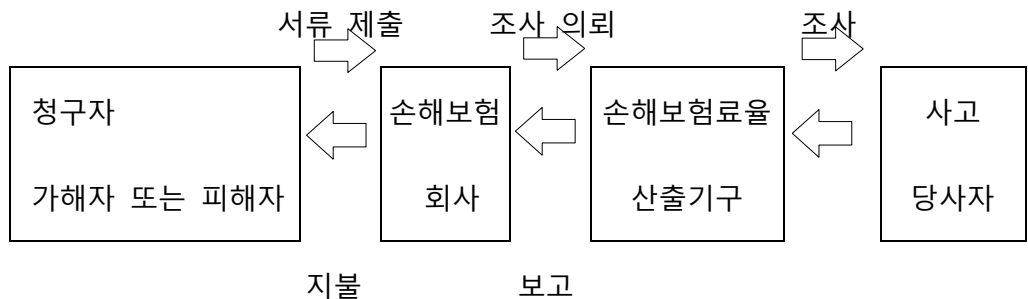 서류 제출 조사 의뢰 조사
청구자 손해보험 손해보험료율 사고
가해자 또는 피해자 회사 산출기구 당사자
지불 보고